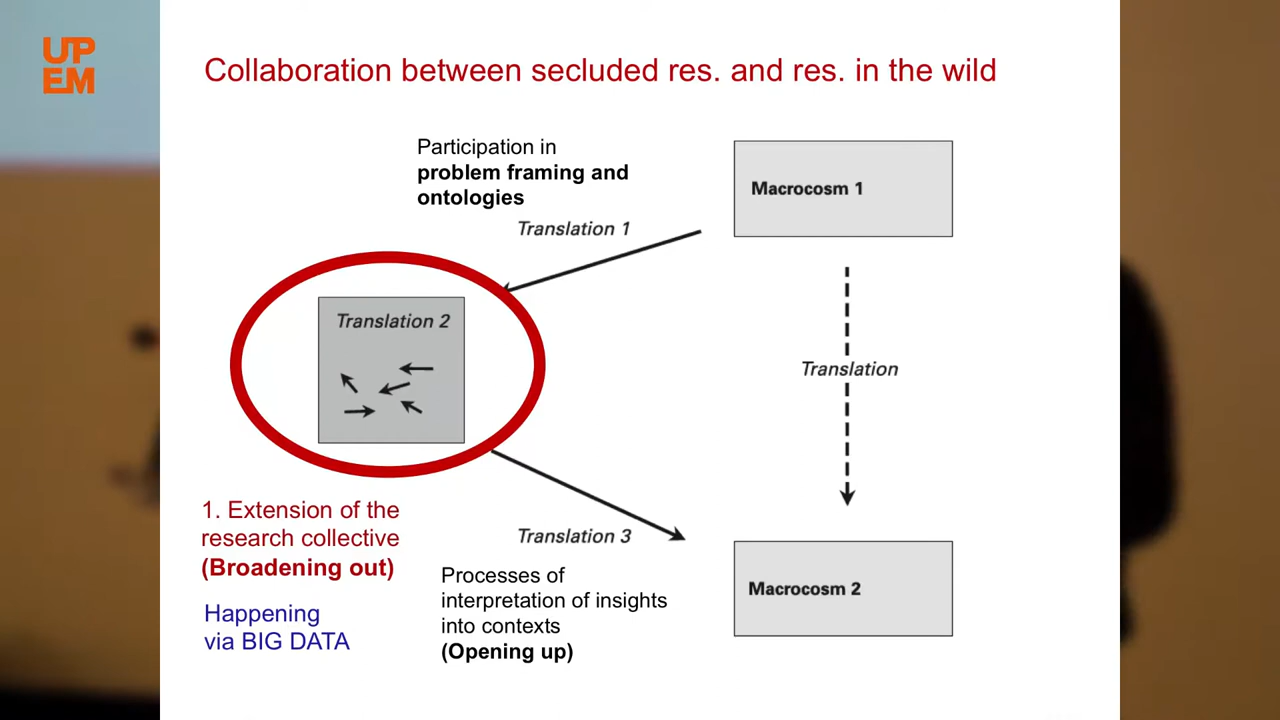 UP
EM
Collaboration between secluded res. and res. in the wild
Participation in
problem framing and
ontologies
Macrocosm 1
Translation 1
Translation 2
Translation
1. Extension of the
research collective
(Broadening out)
Happening
via BIG DATA
Translation 3
Processes of
interpretation of insights
into contexts
(Opening up)
Macrocosm 2